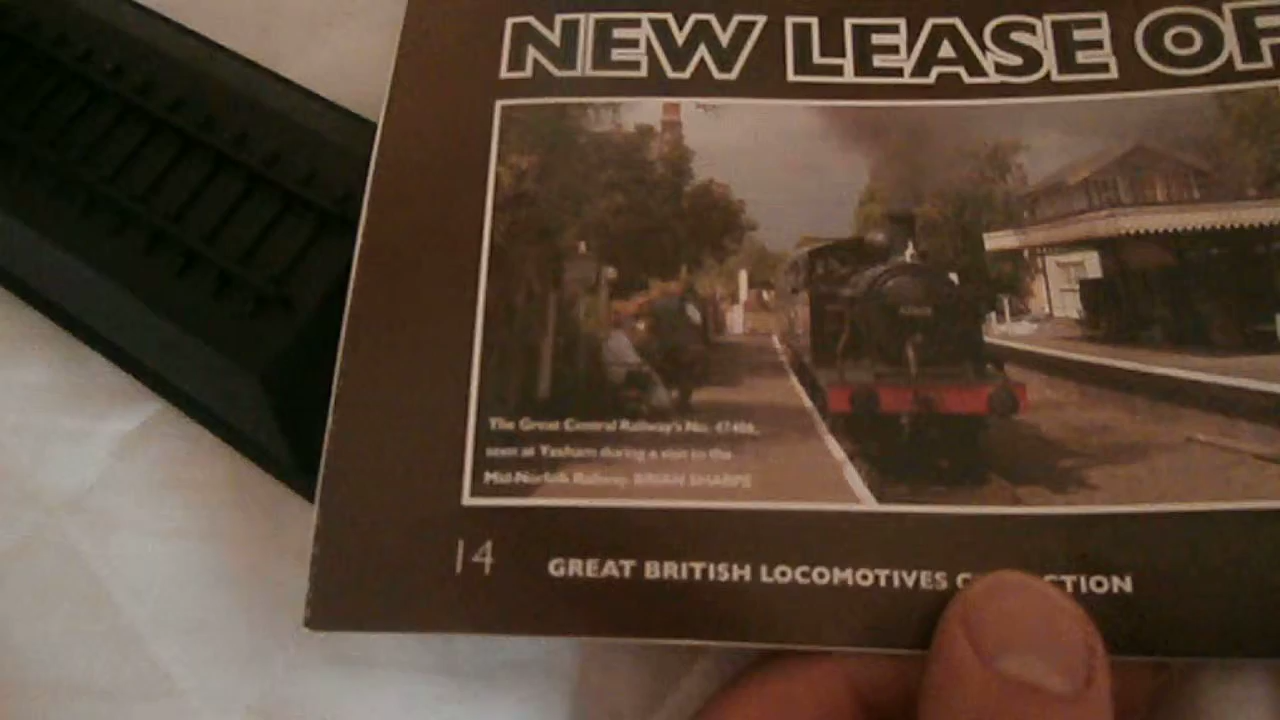 NEW LEASE OF
The Great Central Railway's No. 47406,
seen at Yaxham during a visit to the
Mid-Norfolk Railway. BRIAN SHARPE
14 GREAT BRITISH LOCOMOTIVES C CTION